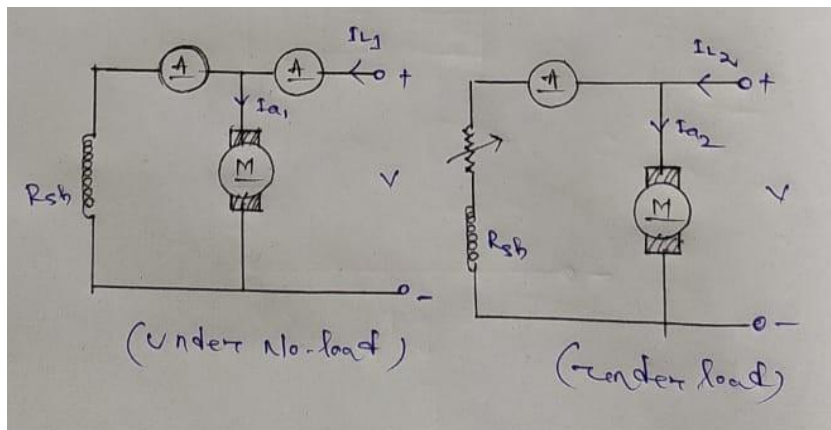 IL1
A
A
+
Ia1
M
Rsh
V
-
(Under No-load)
IL2
A
+
Ia2
M
V
Rsh
-
(under load)